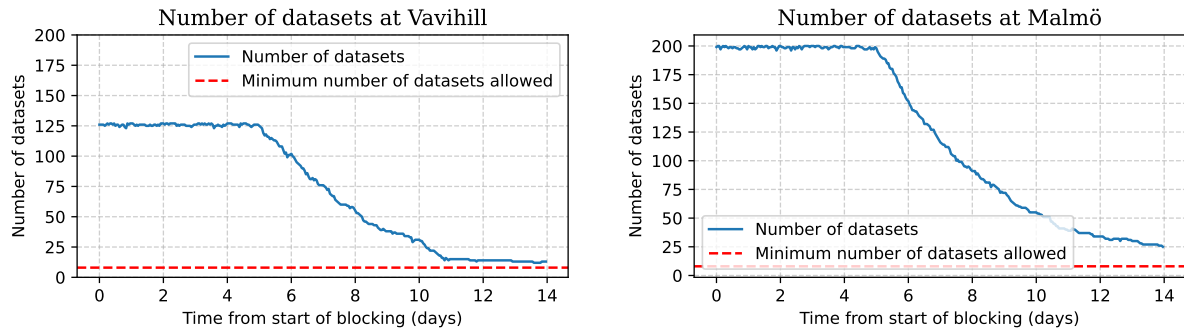 Number of datasets at Vavihill
200
175
150
125
100
75
50
25
0
Number of datasets
Number of datasets
Minimum number of datasets allowed
0 2 4 6 8 10 12 14
Time from start of blocking (days)
Number of datasets at Malmö
200
175
150
125
100
75
50
25
0
Number of datasets
Number of datasets
Minimum number of datasets allowed
0 2 4 6 8 10 12 14
Time from start of blocking (days)